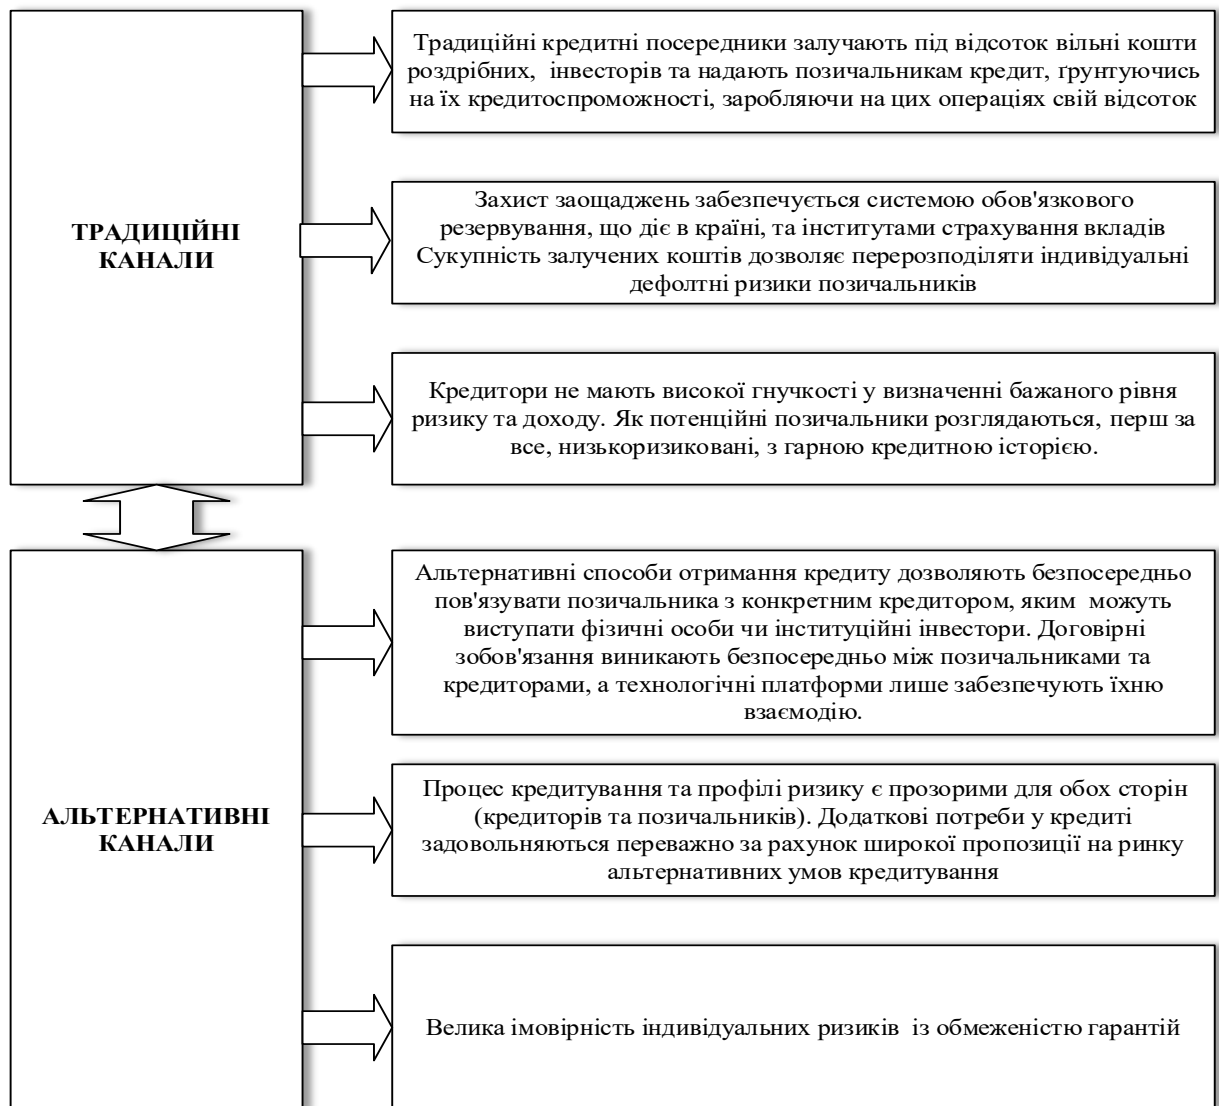 Традиційні кредитні посередники залучають під відсоток вільні кошти
роздрібних, інвесторів та надають позичальникам кредит, ґрунтуючись
на їх кредитоспроможності, заробляючи на цих операціях свій відсоток
ТРАДИЦІЙНІ
КАНАЛИ
Захист заощаджень забезпечується системою обов'язкового
резервування, що діє в країні, та інститутами страхування вкладів
Сукупність залучених коштів дозволяє перерозподіляти індивідуальні
дефолтні ризики позичальників
Кредитори не мають високої гнучкості у визначенні бажаного рівня
ризику та доходу. Як потенційні позичальники розглядаються, перш за
все, низькоризиковані, з гарною кредитною історією.
Альтернативні способи отримання кредиту дозволяють безпосередньо
пов'язувати позичальника з конкретним кредитором, яким можуть
виступати фізичні особи чи інституційні інвестори. Договірні
зобов'язання виникають безпосередньо між позичальниками та
кредиторами, а технологічні платформи лише забезпечують їхню
взаємодію.
АЛЬТЕРНАТИВНІ
КАНАЛИ
Процес кредитування та профілі ризику є прозорими для обох сторін
(кредиторів та позичальників). Додаткові потреби у кредиті
задовольняються переважно за рахунок широкої пропозиції на ринку
альтернативних умов кредитування
Велика імовірність індивідуальних ризиків із обмеженістю гарантій